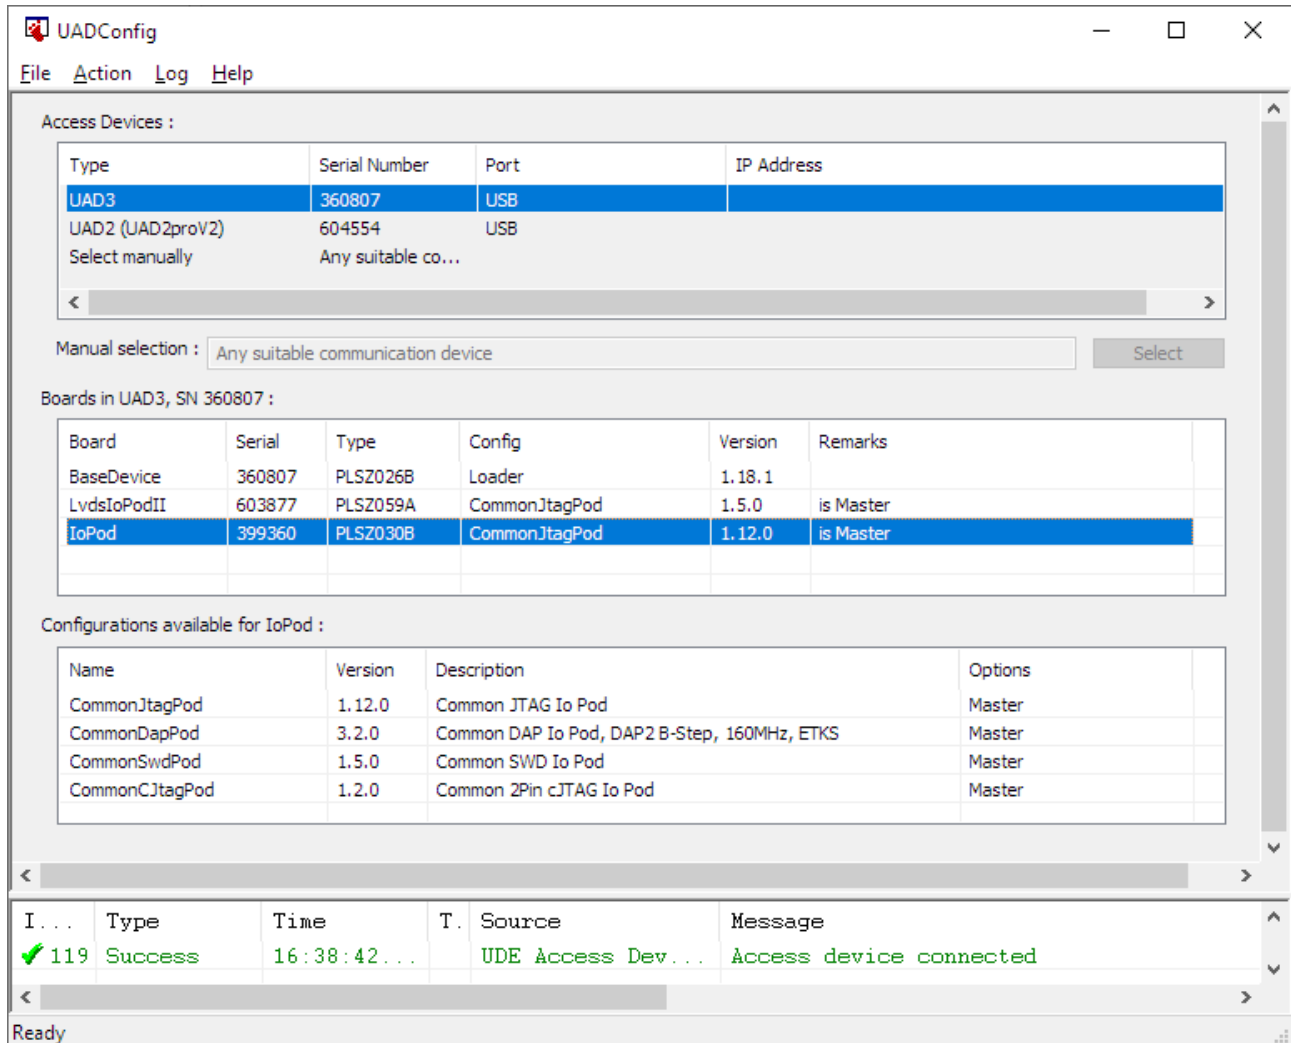 UADConfig
File Action Log Help
Access Devices :
Type Serial Number Port IP Address
UAD3 360807 USB
UAD2 (UAD2proV2) 604554 USB
Select manually Any suitable co...
Manual selection : Any suitable communication device Select
Boards in UAD3, SN 360807 :
Board Serial Type Config Version Remarks
BaseDevice 360807 PLSZ026B Loader 1.18.1
LvdsIoPodII 603877 PLSZ059A CommonJtagPod 1.5.0 is Master
IoPod 399360 PLSZ030B CommonJtagPod 1.12.0 is Master
Configurations available for IoPod :
Name Version Description Options
CommonJtagPod 1.12.0 Common JTAG Io Pod Master
CommonDapPod 3.2.0 Common DAP Io Pod, DAP2 B-Step, 160MHz, ETKS Master
CommonSwdPod 1.5.0 Common SWD Io Pod Master
CommonCJtagPod 1.2.0 Common 2Pin cJTAG Io Pod Master
I... Type Time T. Source Message
119 Success 16:38:42... UDE Access Dev... Access device connected
Ready